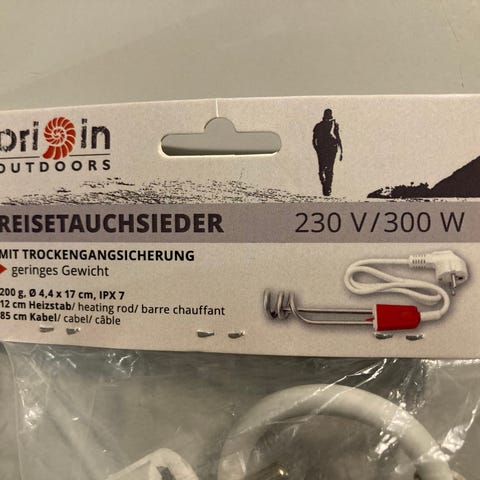 origin
OUTDOORS
REISETAUCHSIEDER 230 V/300 W
MIT TROCKENGANGSICHERUNG
geringes Gewicht
200 g, Ø 4,4 x 17 cm, IPX 7
12 cm Heizstab/ heating rod/ barre chauffant
85 cm Kabel/ cabel/ câble